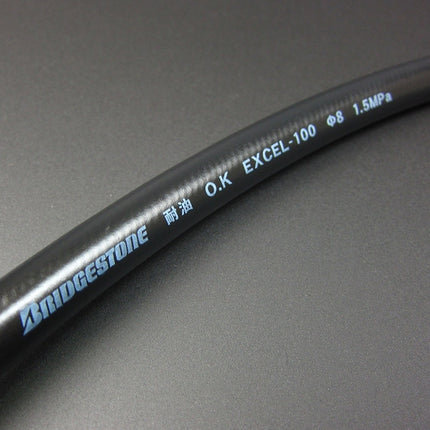 BRIDGESTONE 耐油 O.K EXCEL-100 Φ8 1.5MPa